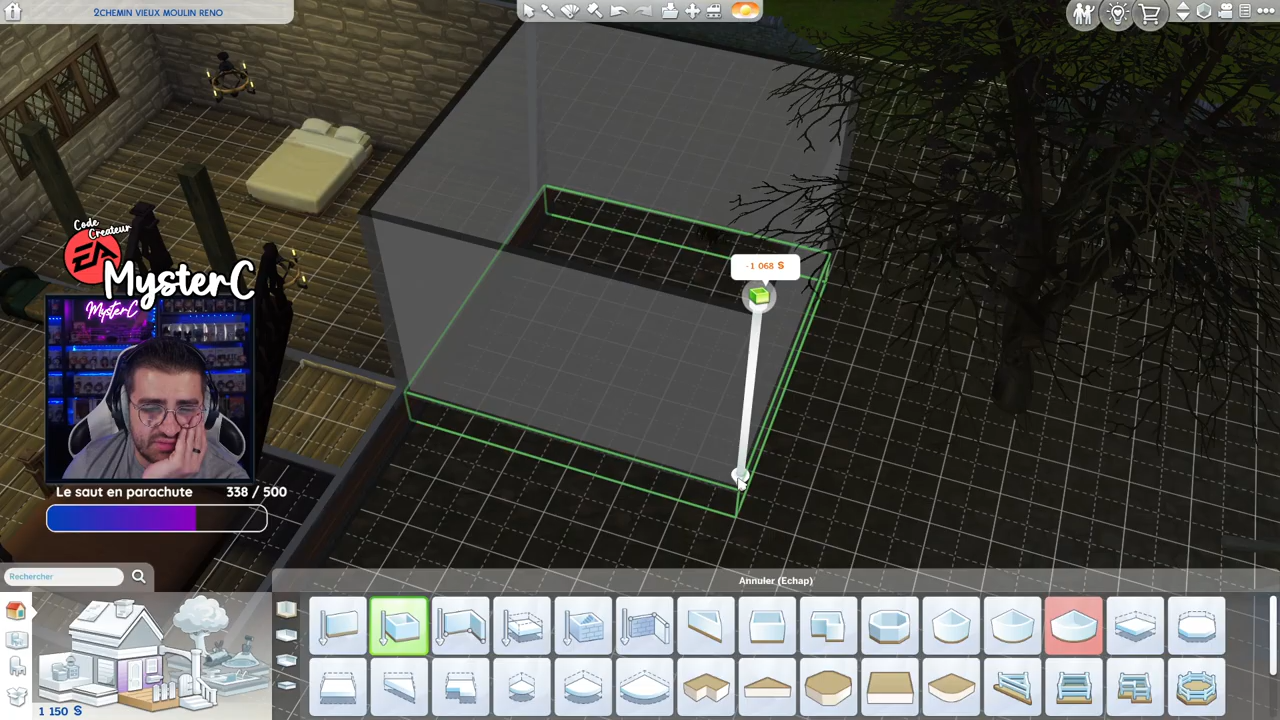 2CHEMIN VIEUX MOULIN RENO
-1 068 $
Code
Createur
EA
MysterC
MysterC
Le saut en parachute 338 / 500
Rechercher
Annuler (Echap)
1 150 $